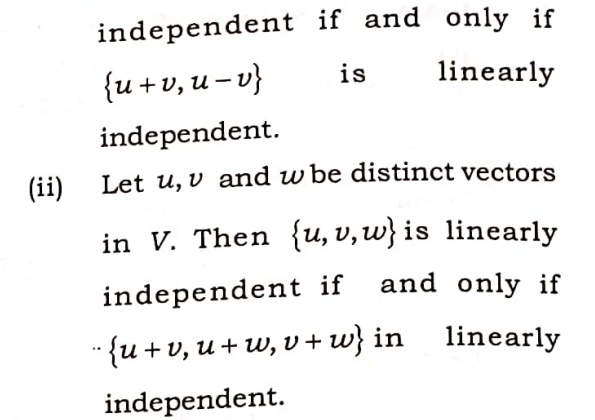 independent if and only if
{u + v, u – v} is linearly
independent.
(ii) Let u, v and w be distinct vectors
in V. Then {u, v, w} is linearly
independent if and only if
{u + v, u + w, v + w} in linearly
independent.